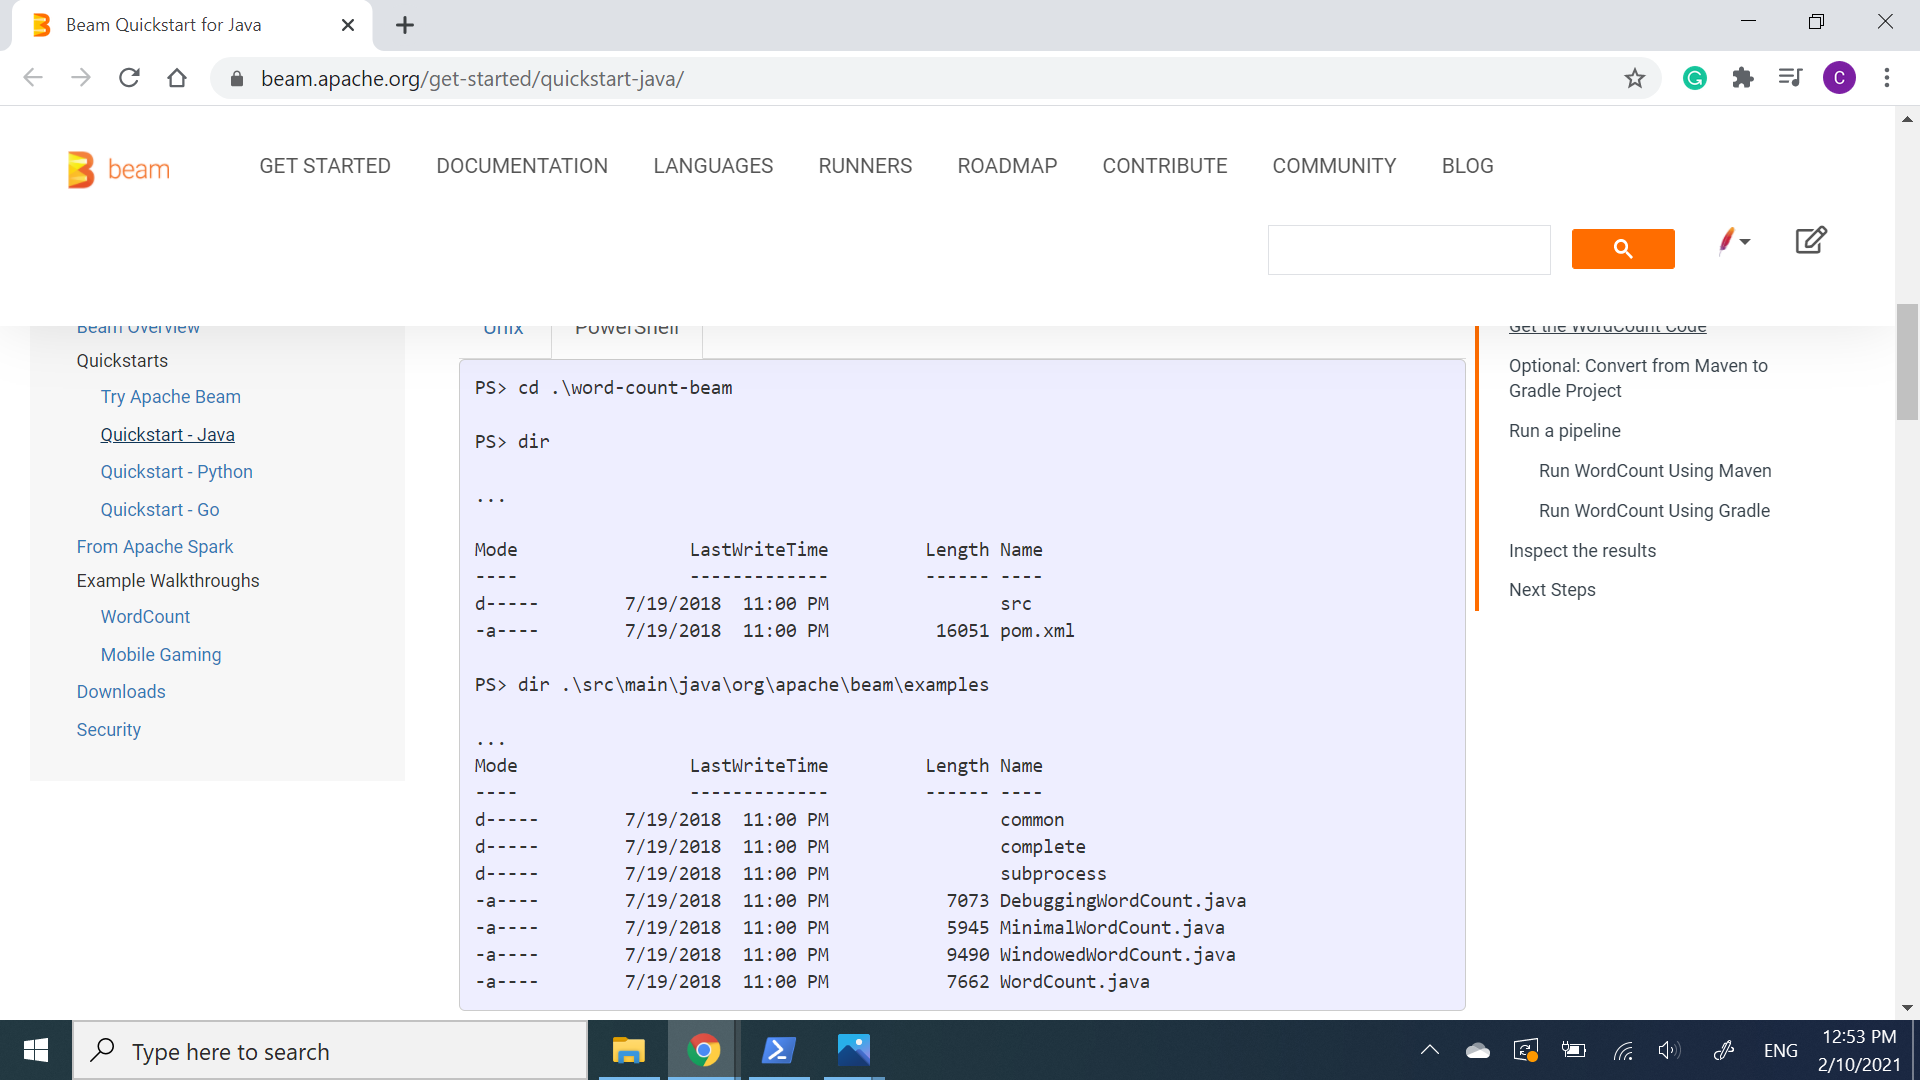 Beam Quickstart for Java
beam.apache.org/get-started/quickstart-java/
C
beam
GET STARTED
DOCUMENTATION
LANGUAGES
RUNNERS
ROADMAP
CONTRIBUTE
COMMUNITY
BLOG
Beam Overview
Quickstarts
Try Apache Beam
Quickstart - Java
Quickstart - Python
Quickstart - Go
From Apache Spark
Example Walkthroughs
WordCount
Mobile Gaming
Downloads
Security
Unix
PowerShell
PS> cd .\word-count-beam
PS> dir
...
Mode                LastWriteTime         Length Name
----                -------------         ------ ----
d-----        7/19/2018  11:00 PM                src
-a----        7/19/2018  11:00 PM          16051 pom.xml
PS> dir .\src\main\java\org\apache\beam\examples
...
Mode                LastWriteTime         Length Name
----                -------------         ------ ----
d-----        7/19/2018  11:00 PM                common
d-----        7/19/2018  11:00 PM                complete
d-----        7/19/2018  11:00 PM                subprocess
-a----        7/19/2018  11:00 PM           7073 DebuggingWordCount.java
-a----        7/19/2018  11:00 PM           5945 MinimalWordCount.java
-a----        7/19/2018  11:00 PM           9490 WindowedWordCount.java
-a----        7/19/2018  11:00 PM           7662 WordCount.java
Get the WordCount Code
Optional: Convert from Maven to
Gradle Project
Run a pipeline
Run WordCount Using Maven
Run WordCount Using Gradle
Inspect the results
Next Steps
Type here to search
ENG
12:53 PM
2/10/2021